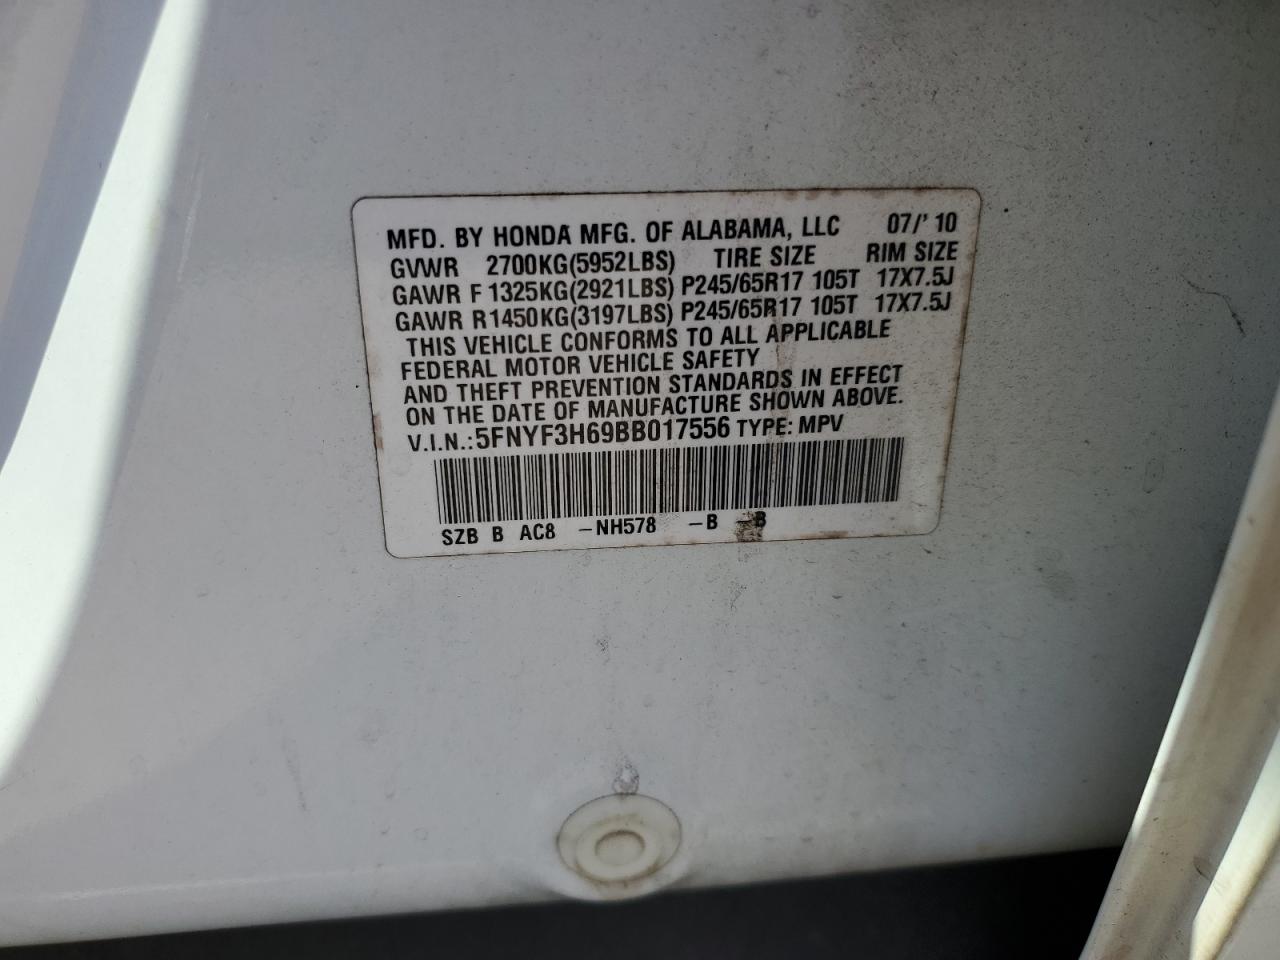 MFD. BY HONDA MFG. OF ALABAMA, LLC 07/' 10
GVWR 2700KG(5952LBS) TIRE SIZE RIM SIZE
GAWR F 1325KG(2921LBS) P245/65R17 105T 17X7.5J
GAWR R1450KG(3197LBS) P245/65R17 105T 17X7.5J
THIS VEHICLE CONFORMS TO ALL APPLICABLE
FEDERAL MOTOR VEHICLE SAFETY
AND THEFT PREVENTION STANDARDS IN EFFECT
ON THE DATE OF MANUFACTURE SHOWN ABOVE.
V.I.N.:5FNYF3H69BB017556 TYPE: MPV
SZB B AC8 -NH578 -B -B